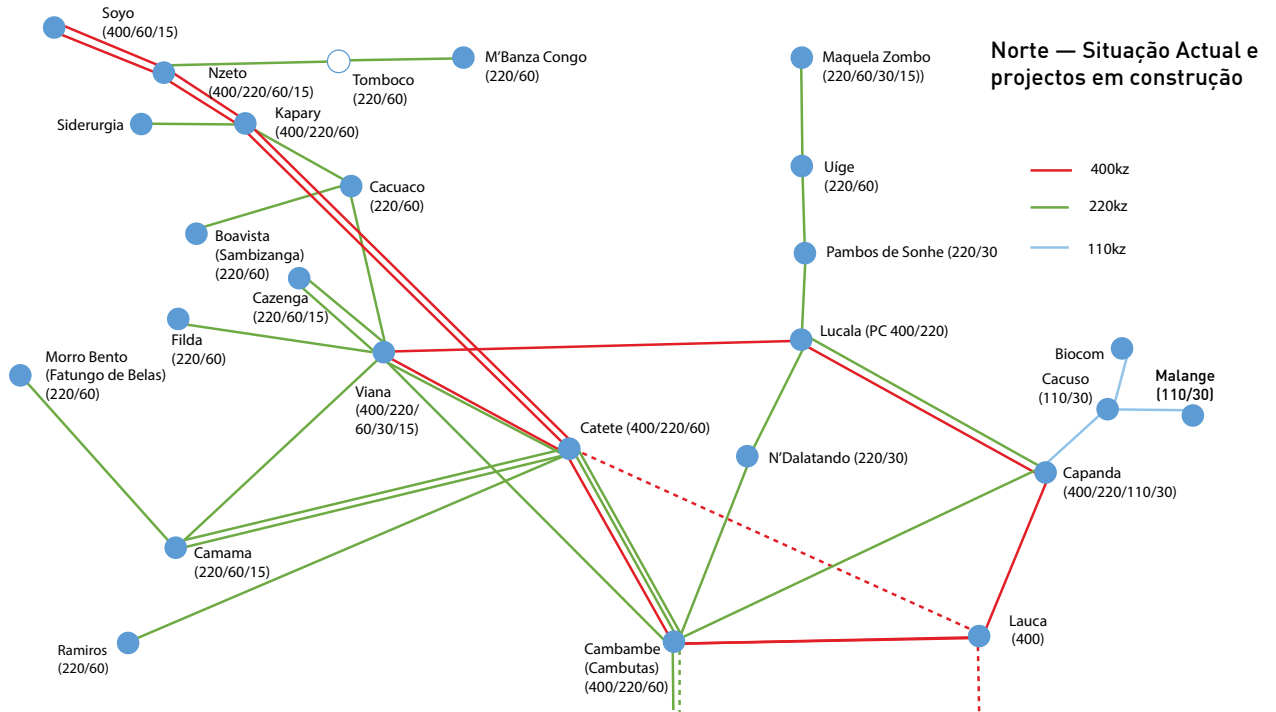 Norte — Situação Actual e
projectos em construção
400kz
220kz
110kz
Soyo
(400/60/15)
Nzeto
(400/220/60/15)
Tomboco
(220/60)
M'Banza Congo
(220/60)
Siderurgia
Kapary
(400/220/60)
Cacuaco
(220/60)
Boavista
(Sambizanga)
(220/60)
Cazenga
(220/60/15)
Filda
(220/60)
Morro Bento
(Fatungo de Belas)
(220/60)
Viana
(400/220/
60/30/15)
Catete (400/220/60)
Camama
(220/60/15)
Ramiros
(220/60)
Cambambe
(Cambutas)
(400/220/60)
Maquela Zombo
(220/60/30/15))
Uíge
(220/60)
Pambos de Sonhe (220/30
Lucala (PC 400/220)
N'Dalatando (220/30)
Biocom
Cacuso
(110/30)
Malange
(110/30)
Capanda
(400/220/110/30)
Lauca
(400)